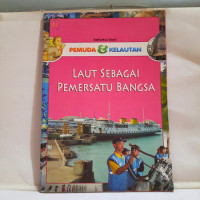 PEMUDA & KELAUTAN
LAUT SEBAGAI
PEMERSATU BANGSA